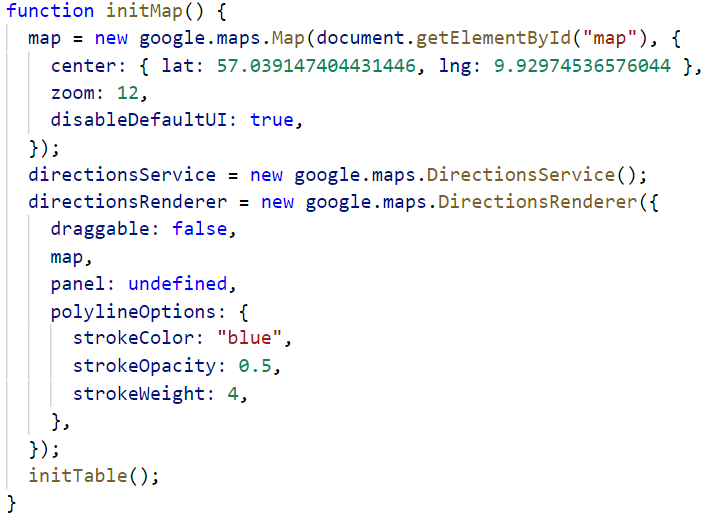 function initMap() {
  map = new google.maps.Map(document.getElementById("map"), {
    center: { lat: 57.039147404431446, lng: 9.92974536576044 },
    zoom: 12,
    disableDefaultUI: true,
  });
  directionsService = new google.maps.DirectionsService();
  directionsRenderer = new google.maps.DirectionsRenderer({
    draggable: false,
    map,
    panel: undefined,
    polylineOptions: {
      strokeColor: "blue",
      strokeOpacity: 0.5,
      strokeWeight: 4,
    },
  });
  initTable();
}